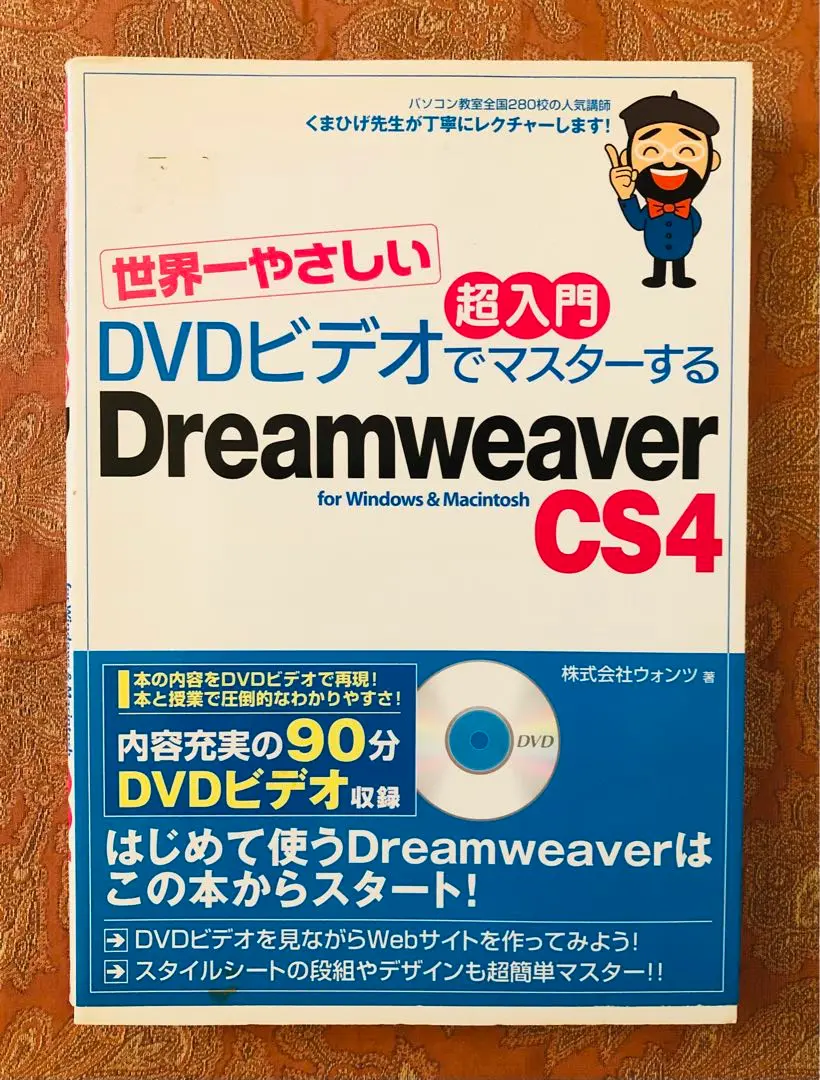 パソコン教室全国280校の人気講師
くまひげ先生が丁寧にレクチャーします!
世界一やさしい
超入門
DVDビデオでマスターする
Dreamweaver
for Windows & Macintosh
CS4
本の内容をDVDビデオで再現!
本と授業で圧倒的なわかりやすさ!
内容充実の90分
DVDビデオ収録
DVD
株式会社ウォンツ 著
はじめて使うDreamweaverは
この本からスタート!
DVDビデオを見ながらWebサイトを作ってみよう!
スタイルシートの段組やデザインも超簡単マスター!!